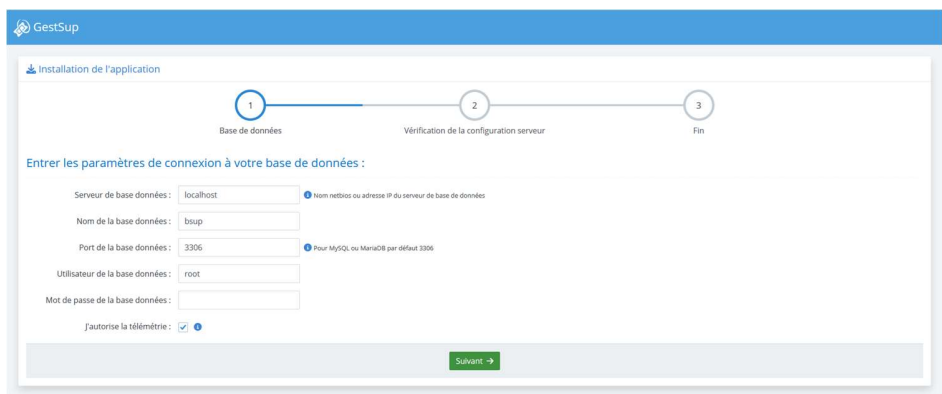 GestSup
Installation de l'application
1
2
3
Base de données
Vérification de la configuration serveur
Fin
Entrer les paramètres de connexion à votre base de données :
Serveur de base données : localhost Nom netbios ou adresse IP du serveur de base de données
Nom de la base données : bsup
Port de la base données : 3306 Pour MySQL ou MariaDB par défaut 3306
Utilisateur de la base données : root
Mot de passe de la base données :
J'autorise la télémétrie :
Suivant →